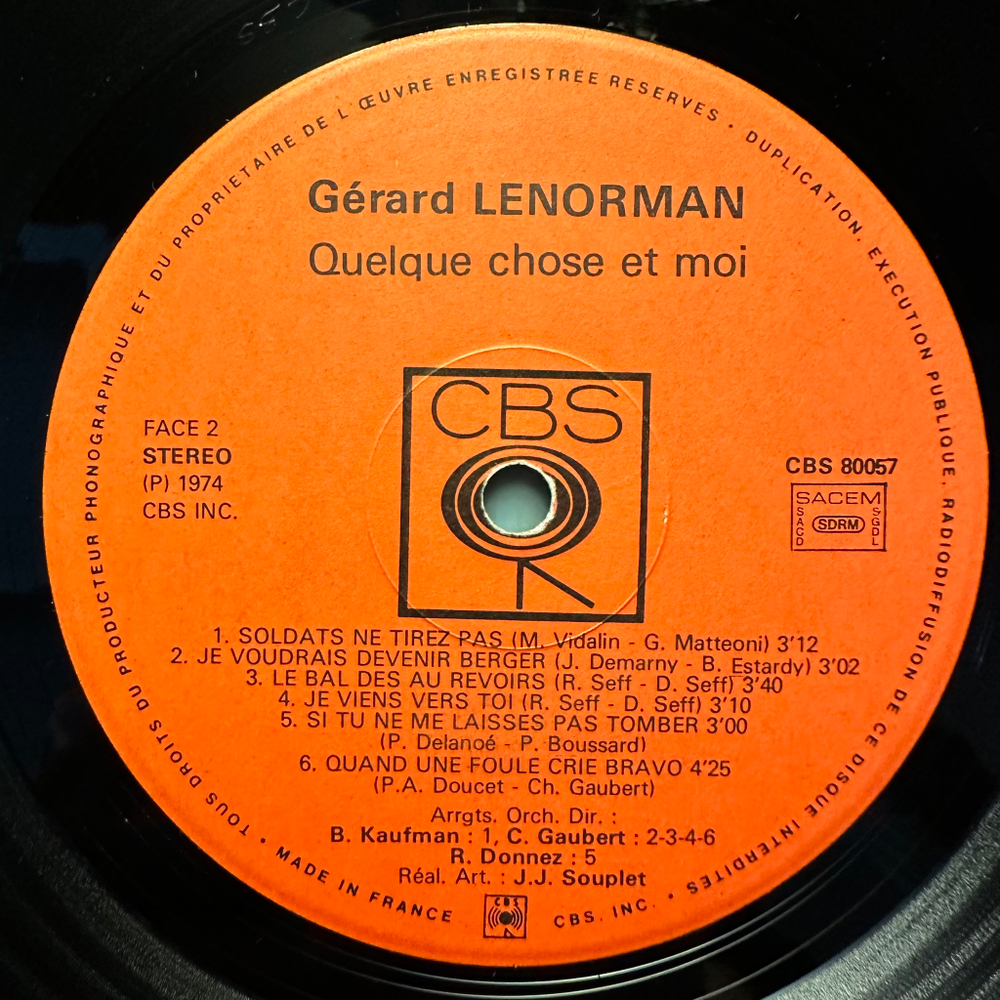 TOUS DROITS DU PRODUCTEUR PHONOGRAPHIQUE ET DU PROPRIETAIRE DE L'ŒUVRE ENREGISTREE RESERVES • DUPLICATION. EXECUTION PUBLIQUE. RADIODIFFUSION DE CE DISQUE INTERDITES •
Gérard LENORMAN
Quelque chose et moi
CBS
FACE 2
STEREO
(P) 1974
CBS INC.
CBS 80057
SACEM
SACD
SDRM
SGDL
1. SOLDATS NE TIREZ PAS (M. Vidalin - G. Matteoni) 3'12
2. JE VOUDRAIS DEVENIR BERGER (J. Demarny - B. Estardy) 3'02
3. LE BAL DES AU REVOIRS (R. Seff - D. Seff) 3'40
4. JE VIENS VERS TOI (R. Seff - D. Seff) 3'10
5. SI TU NE ME LAISSES PAS TOMBER 3'00
(P. Delanoé - P. Boussard)
6. QUAND UNE FOULE CRIE BRAVO 4'25
(P.A. Doucet - Ch. Gaubert)
Arrgts. Orch. Dir. :
B. Kaufman : 1, C. Gaubert : 2-3-4-6
R. Donnez : 5
Réal. Art. : J.J. Souplet
• MADE IN FRANCE
CBS
CBS. INC.